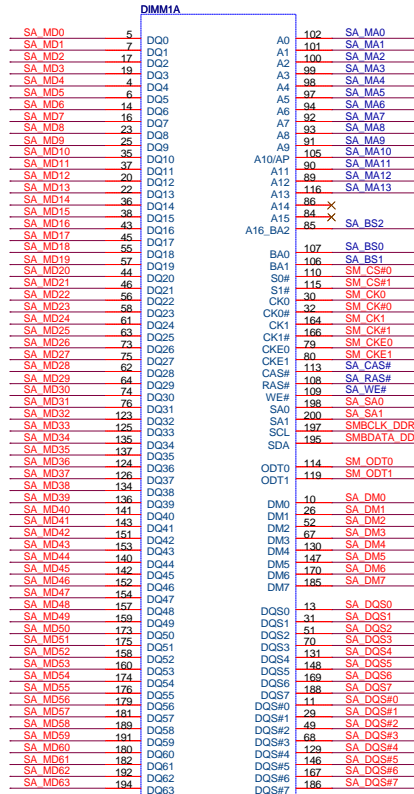 DIMM1A
SA_MD0 5 DQ0
SA_MD1 7 DQ1
SA_MD2 17 DQ2
SA_MD3 19 DQ3
SA_MD4 4 DQ4
SA_MD5 6 DQ5
SA_MD6 14 DQ6
SA_MD7 16 DQ7
SA_MD8 23 DQ8
SA_MD9 25 DQ9
SA_MD10 35 DQ10
SA_MD11 37 DQ11
SA_MD12 20 DQ12
SA_MD13 22 DQ13
SA_MD14 36 DQ14
SA_MD15 38 DQ15
SA_MD16 43 DQ16
SA_MD17 45 DQ17
SA_MD18 55 DQ18
SA_MD19 57 DQ19
SA_MD20 44 DQ20
SA_MD21 46 DQ21
SA_MD22 56 DQ22
SA_MD23 58 DQ23
SA_MD24 61 DQ24
SA_MD25 63 DQ25
SA_MD26 73 DQ26
SA_MD27 75 DQ27
SA_MD28 62 DQ28
SA_MD29 64 DQ29
SA_MD30 74 DQ30
SA_MD31 76 DQ31
SA_MD32 123 DQ32
SA_MD33 125 DQ33
SA_MD34 135 DQ34
SA_MD35 137 DQ35
SA_MD36 124 DQ36
SA_MD37 126 DQ37
SA_MD38 134 DQ38
SA_MD39 136 DQ39
SA_MD40 141 DQ40
SA_MD41 143 DQ41
SA_MD42 151 DQ42
SA_MD43 153 DQ43
SA_MD44 140 DQ44
SA_MD45 142 DQ45
SA_MD46 152 DQ46
SA_MD47 154 DQ47
SA_MD48 157 DQ48
SA_MD49 159 DQ49
SA_MD50 173 DQ50
SA_MD51 175 DQ51
SA_MD52 158 DQ52
SA_MD53 160 DQ53
SA_MD54 174 DQ54
SA_MD55 176 DQ55
SA_MD56 179 DQ56
SA_MD57 181 DQ57
SA_MD58 189 DQ58
SA_MD59 191 DQ59
SA_MD60 180 DQ60
SA_MD61 182 DQ61
SA_MD62 192 DQ62
SA_MD63 194 DQ63
A0 102 SA_MA0
A1 101 SA_MA1
A2 100 SA_MA2
A3 99 SA_MA3
A4 98 SA_MA4
A5 97 SA_MA5
A6 94 SA_MA6
A7 92 SA_MA7
A8 93 SA_MA8
A9 91 SA_MA9
A10/AP 105 SA_MA10
A11 90 SA_MA11
A12 89 SA_MA12
A13 116 SA_MA13
A14 86
A15 84
A16_BA2 85 SA_BS2
BA0 107 SA_BS0
BA1 106 SA_BS1
S0# 110 SM_CS#0
S1# 115 SM_CS#1
CK0 30 SM_CK0
CK0# 32 SM_CK#0
CK1 164 SM_CK1
CK1# 166 SM_CK#1
CKE0 79 SM_CKE0
CKE1 80 SM_CKE1
CAS# 113 SA_CAS#
RAS# 108 SA_RAS#
WE# 109 SA_WE#
SA0 198 SA_SA0
SA1 200 SA_SA1
SCL 197 SMBCLK_DDR
SDA 195 SMBDATA_DD
ODT0 114 SM_ODT0
ODT1 119 SM_ODT1
DM0 10 SA_DM0
DM1 26 SA_DM1
DM2 52 SA_DM2
DM3 67 SA_DM3
DM4 130 SA_DM4
DM5 147 SA_DM5
DM6 170 SA_DM6
DM7 185 SA_DM7
DQS0 13 SA_DQS0
DQS1 31 SA_DQS1
DQS2 51 SA_DQS2
DQS3 70 SA_DQS3
DQS4 131 SA_DQS4
DQS5 148 SA_DQS5
DQS6 169 SA_DQS6
DQS7 188 SA_DQS7
DQS#0 11 SA_DQS#0
DQS#1 29 SA_DQS#1
DQS#2 49 SA_DQS#2
DQS#3 68 SA_DQS#3
DQS#4 129 SA_DQS#4
DQS#5 146 SA_DQS#5
DQS#6 167 SA_DQS#6
DQS#7 186 SA_DQS#7